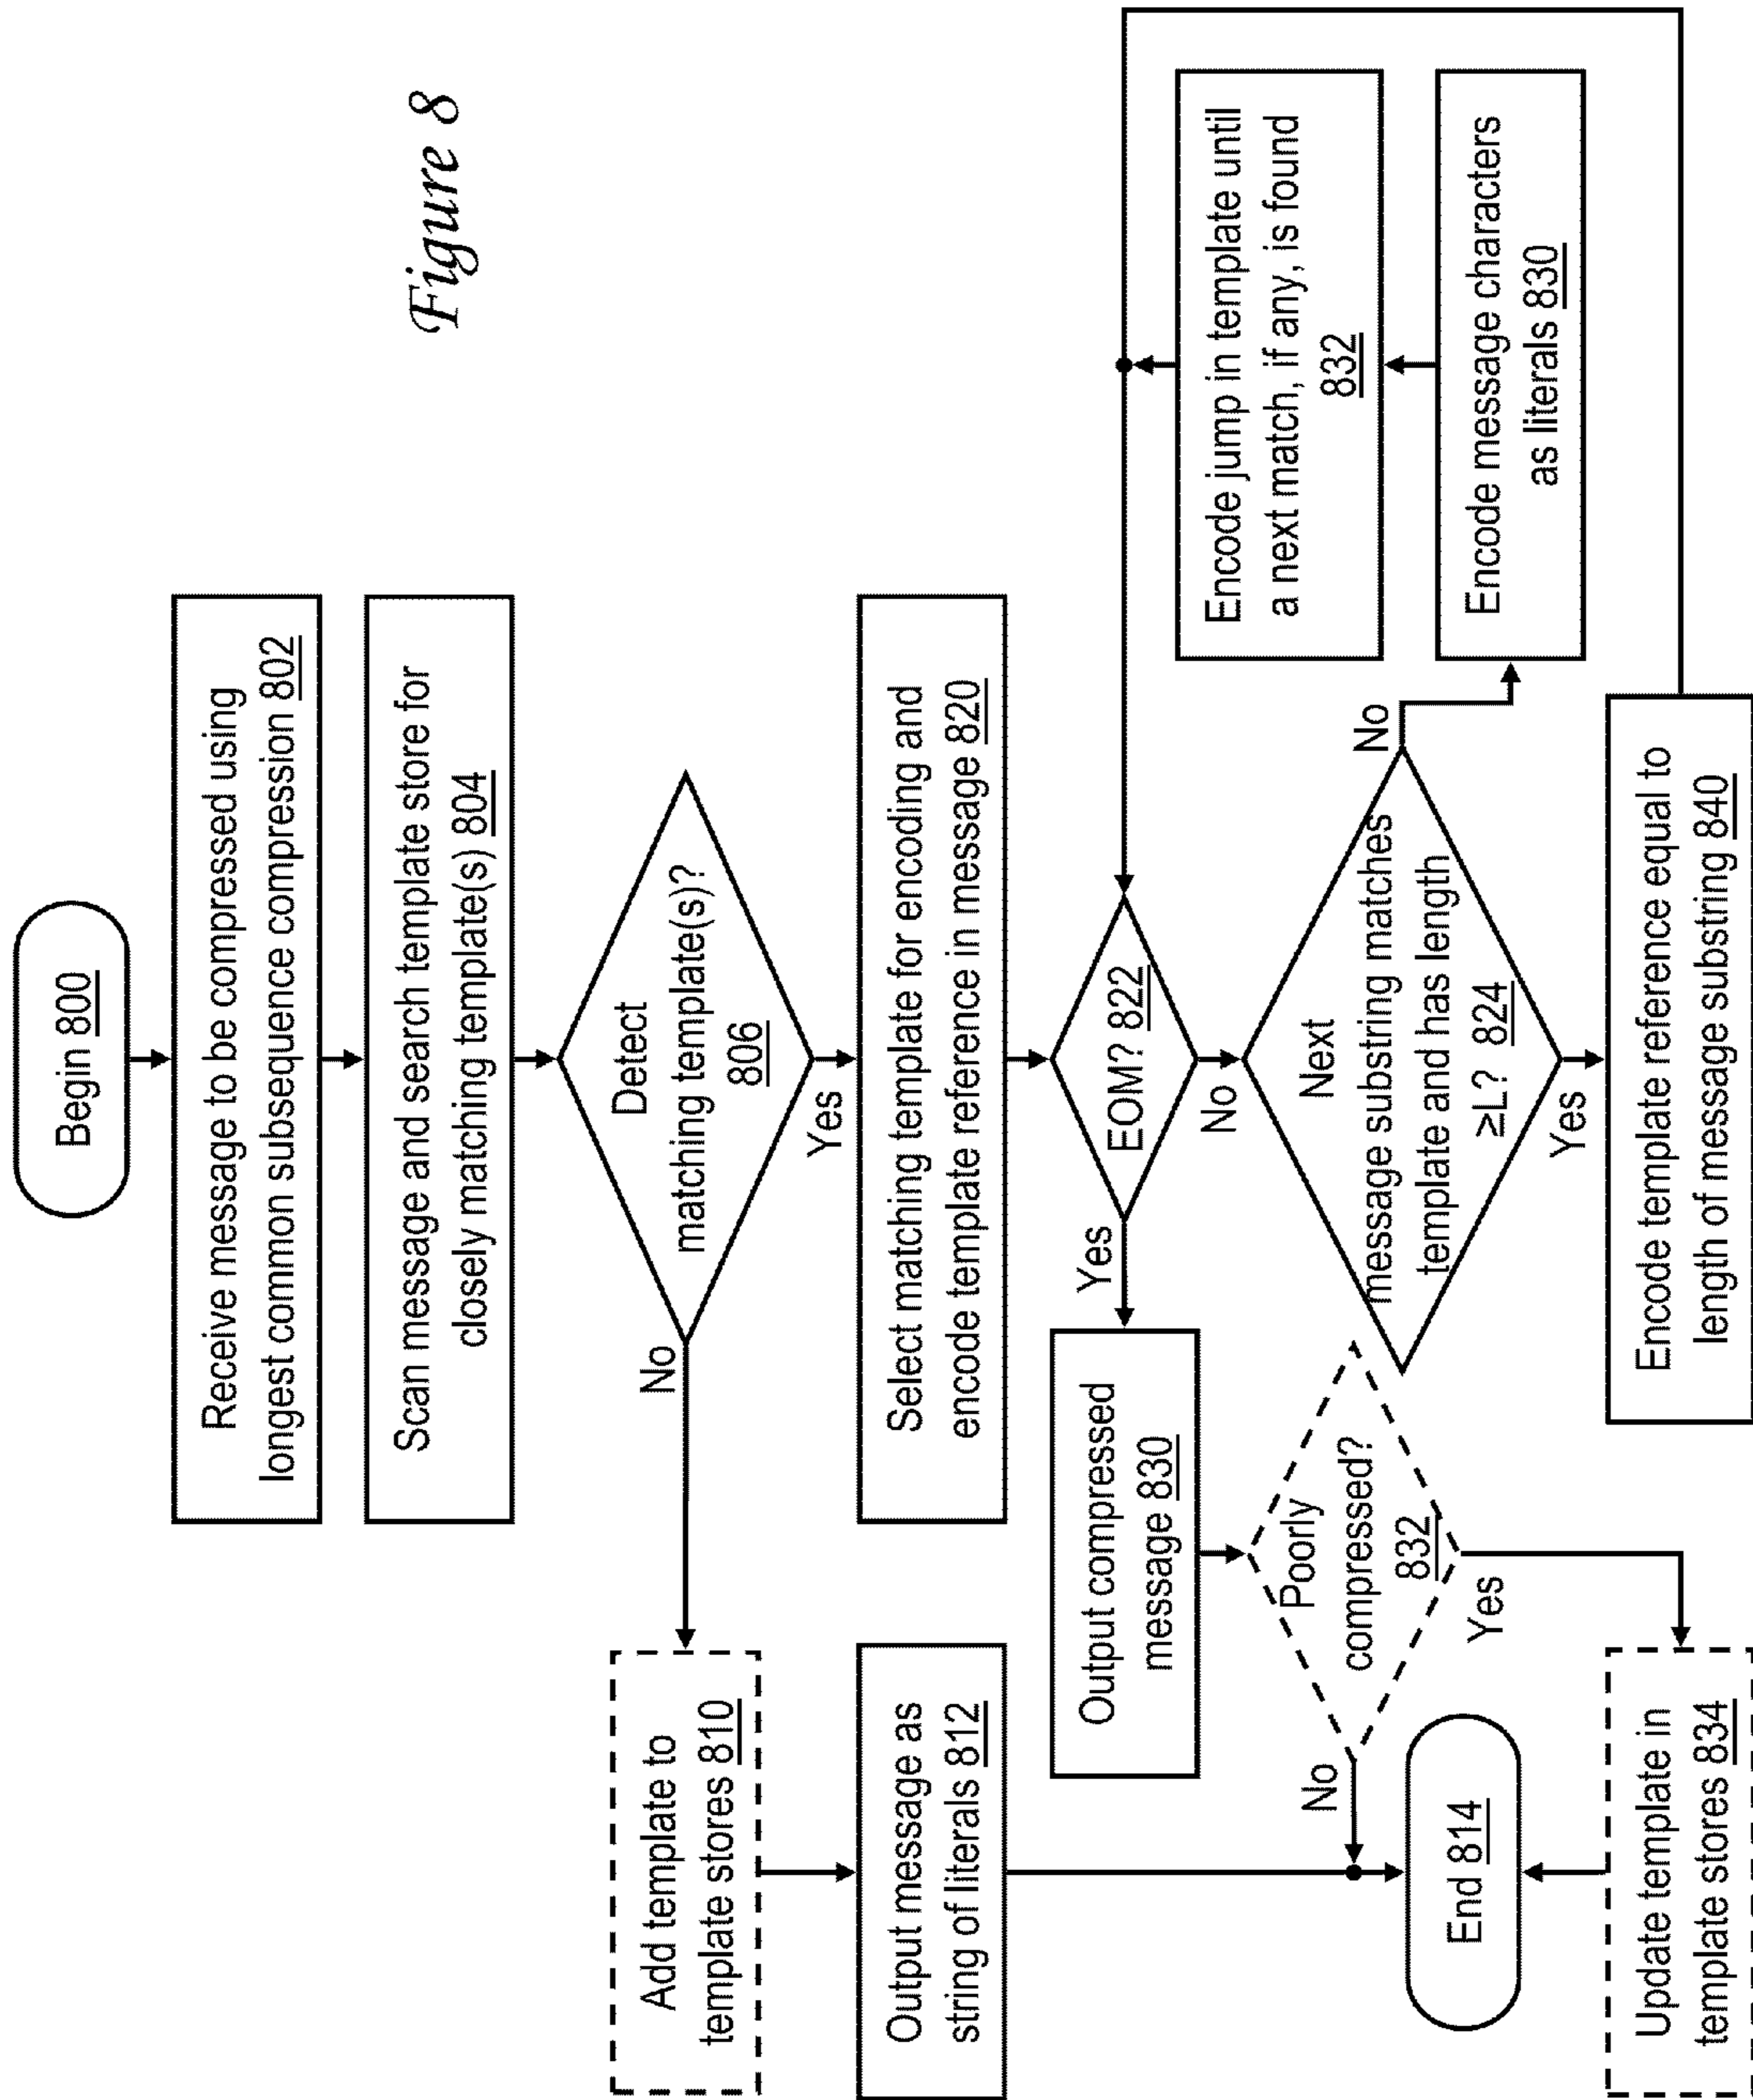 Figure 8
Begin 800
Receive message to be compressed using
longest common subsequence compression 802
Scan message and search template store for
closely matching template(s) 804
Detect
matching template(s)?
806
No
Yes
Add template to
template stores 810
Output message as
string of literals 812
Select matching template for encoding and
encode template reference in message 820
EOM? 822
Yes
No
Output compressed
message 830
Poorly
compressed?
832
No
Yes
End 814
Update template in
template stores 834
Next
message substring matches
template and has length
≥L? 824
No
Yes
Encode jump in template until
a next match, if any, is found
832
Encode message characters
as literals 830
Encode template reference equal to
length of message substring 840